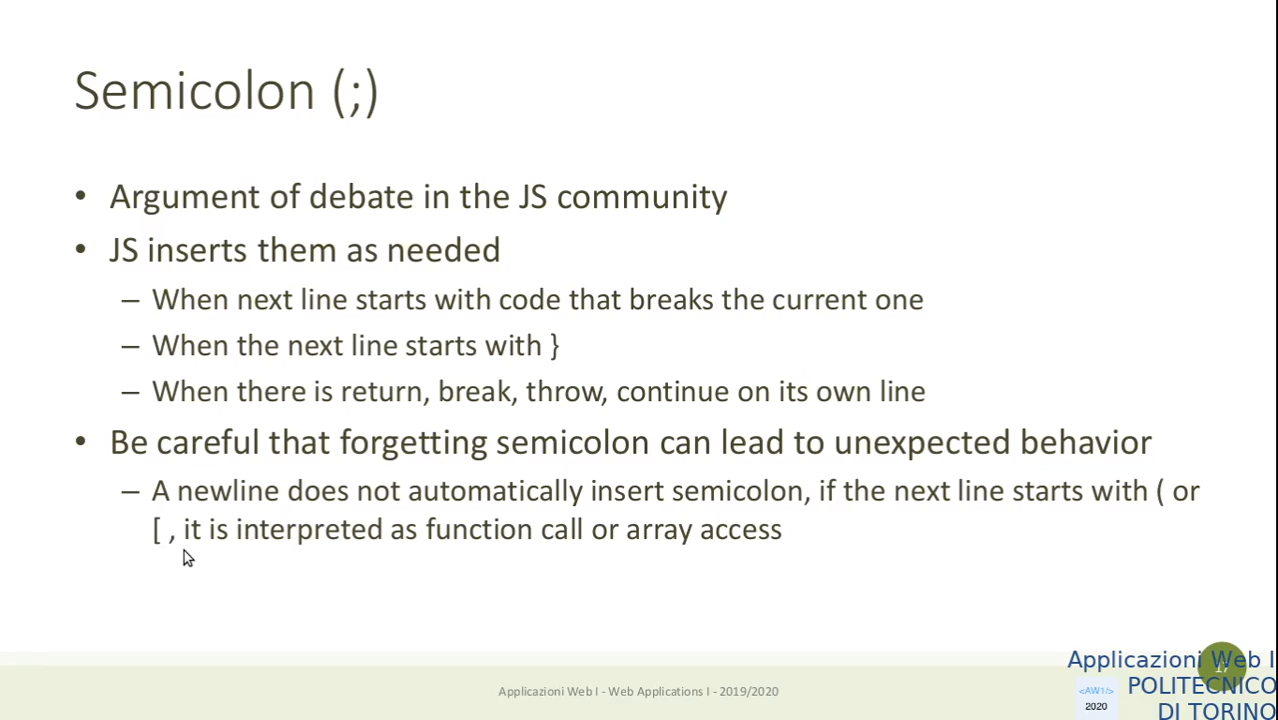 Semicolon (;)
• Argument of debate in the JS community
• JS inserts them as needed
– When next line starts with code that breaks the current one
– When the next line starts with }
– When there is return, break, throw, continue on its own line
• Be careful that forgetting semicolon can lead to unexpected behavior
– A newline does not automatically insert semicolon, if the next line starts with ( or
[ , it is interpreted as function call or array access
Applicazioni Web I - Web Applications I - 2019/2020
Applicazioni Web I
POLITECNICO
DI TORINO
<AW1/>
2020